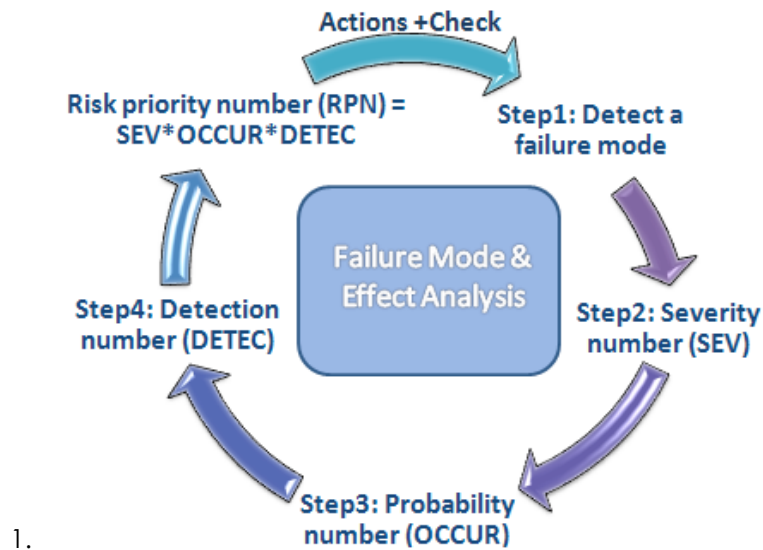 Actions +Check
Risk priority number (RPN) =
SEV*OCCUR*DETEC
Step1: Detect a
failure mode
Failure Mode &
Effect Analysis
Step4: Detection
number (DETEC)
Step2: Severity
number (SEV)
Step3: Probability
number (OCCUR)
1.